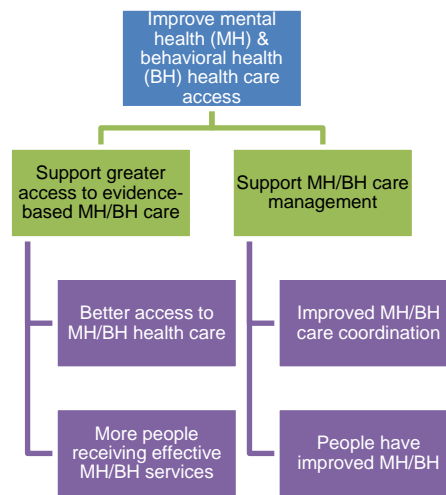 Improve mental
health (MH) &
behavioral health
(BH) health care
access
Support greater
access to evidence-
based MH/BH care
Support MH/BH care
management
Better access to
MH/BH health care
Improved MH/BH
care coordination
More people
receiving effective
MH/BH services
People have
improved MH/BH